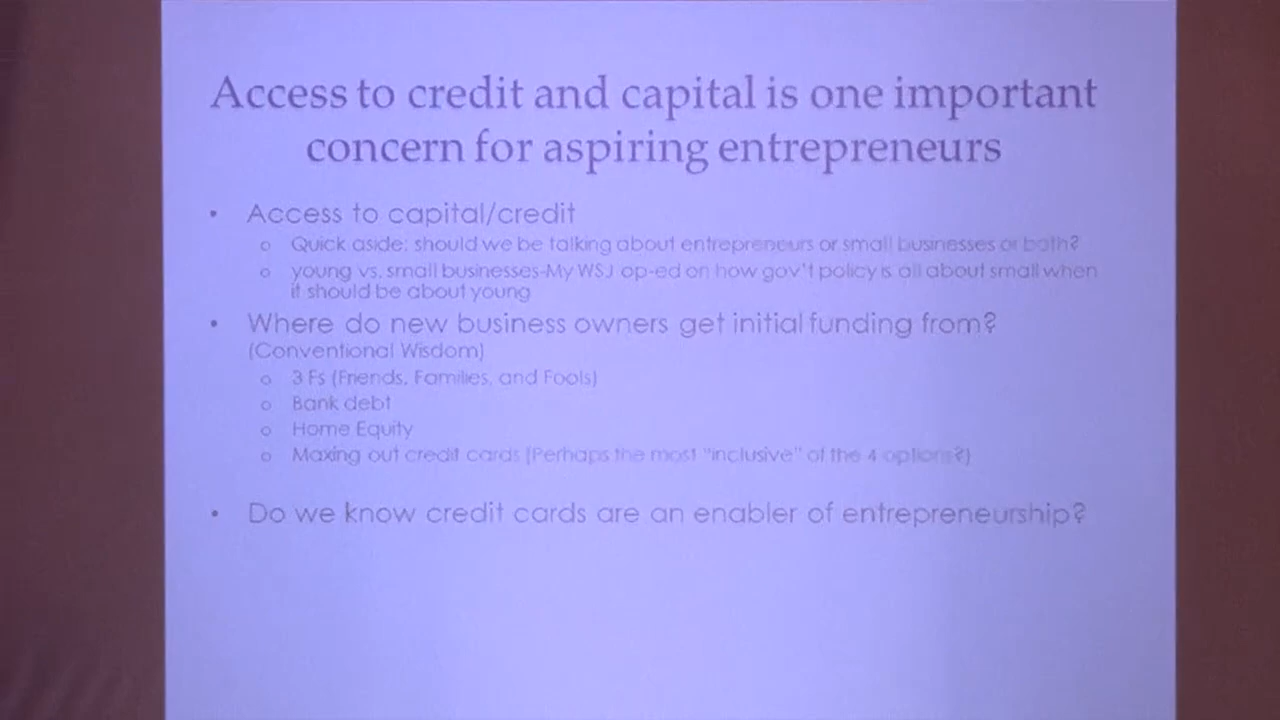 Access to credit and capital is one important
concern for aspiring entrepreneurs
• Access to capital/credit
o Quick aside: should we be talking about entrepreneurs or small businesses or both?
o young vs. small businesses-My WSJ op-ed on how gov't policy is all about small when
it should be about young
• Where do new business owners get initial funding from?
(Conventional Wisdom)
o 3 Fs (Friends, Families, and Fools)
o Bank debt
o Home Equity
o Maxing out credit cards (Perhaps the most "inclusive" of the 4 options?)
• Do we know credit cards are an enabler of entrepreneurship?